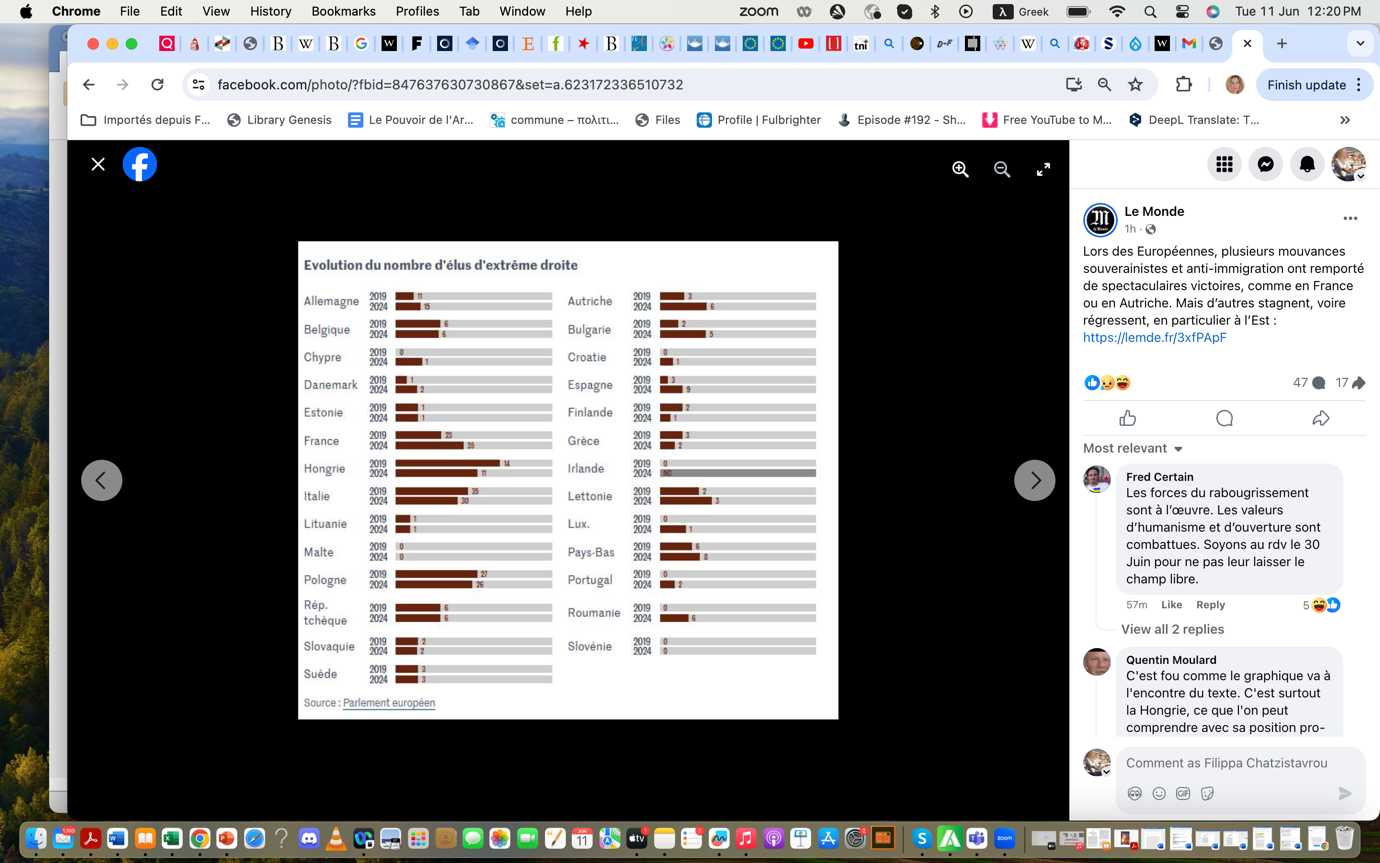 Chrome File Edit View History Bookmarks Profiles Tab Window Help
zoom Greek Tue 11 Jun 12:20 PM
facebook.com/photo/?fbid=847637630730867&set=a.623172336510732
Finish update
Importés depuis F...
Library Genesis
Le Pouvoir de l'Ar...
commune – πολιτι...
Files
Profile | Fulbrighter
Episode #192 - Sh...
Free YouTube to M...
DeepL Translate: T...
Evolution du nombre d'élus d'extrême droite
Allemagne 2019 11
2024 15
Belgique 2019 6
2024 6
Chypre 2019 0
2024 1
Danemark 2019 1
2024 2
Estonie 2019 1
2024 1
France 2019 23
2024 35
Hongrie 2019 14
2024 11
Italie 2019 35
2024 30
Lituanie 2019 1
2024 1
Malte 2019 0
2024 0
Pologne 2019 27
2024 26
Rép.
tchèque
2019 6
2024 6
Slovaquie 2019 2
2024 2
Suède 2019 3
2024 3
Autriche 2019 3
2024 6
Bulgarie 2019 2
2024 5
Croatie 2019 0
2024 1
Espagne 2019 3
2024 9
Finlande 2019 2
2024 1
Grèce 2019 3
2024 2
Irlande 2019 0
2024 NC
Lettonie 2019 2
2024 3
Lux. 2019 0
2024 1
Pays-Bas 2019 6
2024 8
Portugal 2019 0
2024 2
Roumanie 2019 0
2024 6
Slovénie 2019 0
2024 0
Source : Parlement européen
Le Monde
1h
Lors des Européennes, plusieurs mouvances
souverainistes et anti-immigration ont remporté
de spectaculaires victoires, comme en France
ou en Autriche. Mais d'autres stagnent, voire
régressent, en particulier à l'Est :
https://lemde.fr/3xfPApF
47 17
Most relevant
Fred Certain
Les forces du rabougrissement
sont à l'œuvre. Les valeurs
d'humanisme et d'ouverture sont
combattues. Soyons au rdv le 30
Juin pour ne pas leur laisser le
champ libre.
57m Like Reply 5
View all 2 replies
Quentin Moulard
C'est fou comme le graphique va à
l'encontre du texte. C'est surtout
la Hongrie, ce que l'on peut
comprendre avec sa position pro-
Comment as Filippa Chatzistavrou
GIF